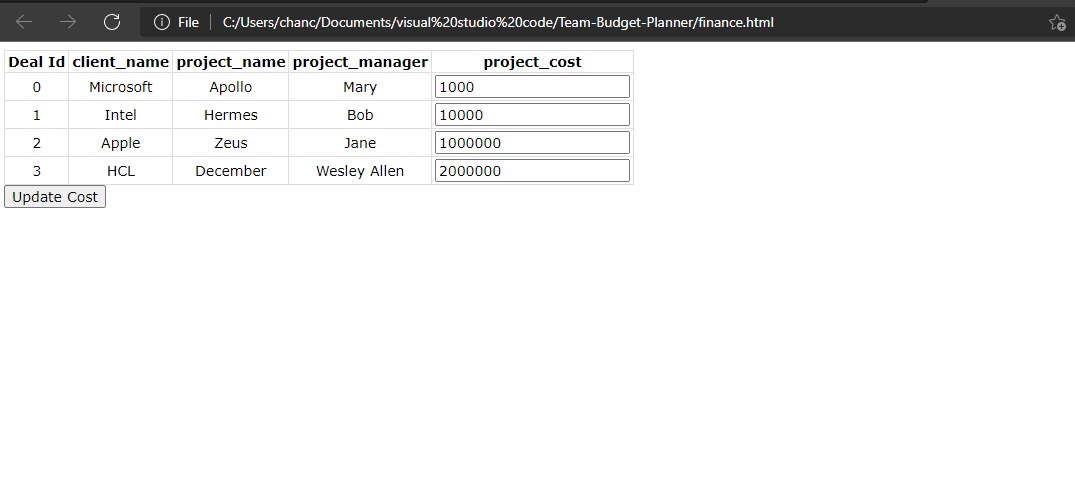 File C:/Users/chanc/Documents/visual%20studio%20code/Team-Budget-Planner/finance.html
Deal Id client_name project_name project_manager project_cost
0 Microsoft Apollo Mary 1000
1 Intel Hermes Bob 10000
2 Apple Zeus Jane 1000000
3 HCL December Wesley Allen 2000000
Update Cost